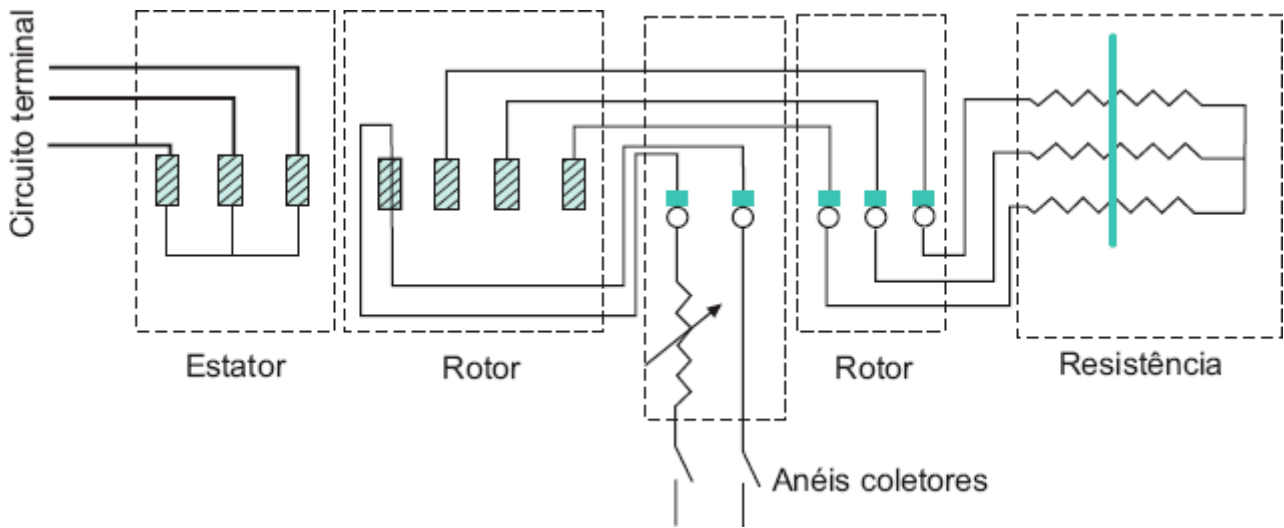 Circuito terminal
Estator
Rotor
Rotor
Resistência
Anéis coletores